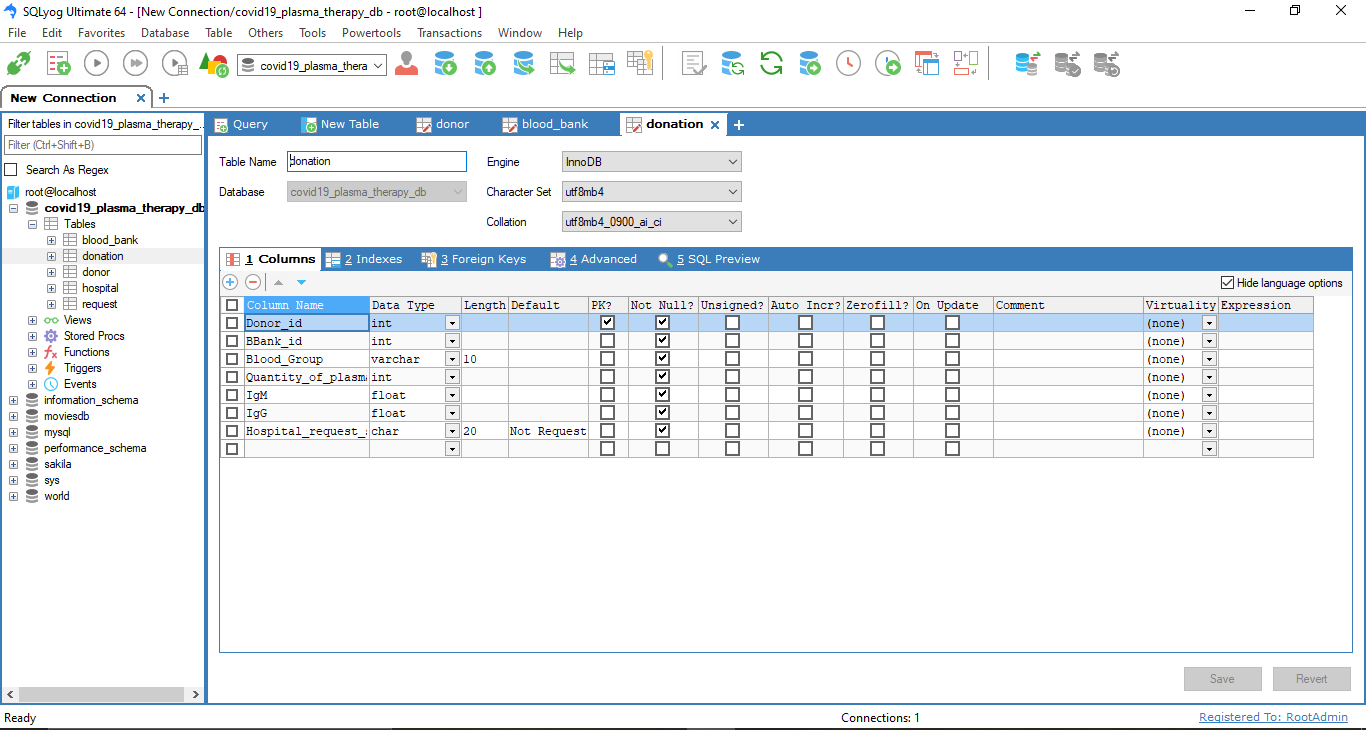 SQLyog Ultimate 64 - [New Connection/covid19_plasma_therapy_db - root@localhost ]
File Edit Favorites Database Table Others Tools Powertools Transactions Window Help
covid19_plasma_thera
New Connection
Filter tables in covid19_plasma_therapy_...
Filter (Ctrl+Shift+B)
Search As Regex
root@localhost
covid19_plasma_therapy_db
Tables
blood_bank
donation
donor
hospital
request
Views
Stored Procs
Functions
Triggers
Events
information_schema
moviesdb
mysql
performance_schema
sakila
sys
world
Query New Table donor blood_bank donation
Table Name donation Engine InnoDB
Database covid19_plasma_therapy_db Character Set utf8mb4
Collation utf8mb4_0900_ai_ci
1 Columns 2 Indexes 3 Foreign Keys 4 Advanced 5 SQL Preview
Hide language options
Column Name Data Type Length Default PK? Not Null? Unsigned? Auto Incr? Zerofill? On Update Comment Virtuality Expression
Donor_id int (none)
BBank_id int (none)
Blood_Group varchar 10 (none)
Quantity_of_plasma int (none)
IgM float (none)
IgG float (none)
Hospital_request_ char 20 Not Request (none)
Save Revert
Ready Connections: 1 Registered To: RootAdmin